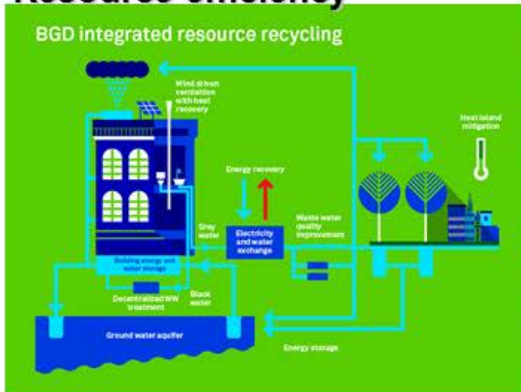 Resource efficiency
BGD integrated resource recycling
Wind driven
ventilation
with heat
recovery
Heat island
mitigation
Energy recovery
Grey
water
Electricity
and water
exchange
Waste water
quality
improvement
Building energy and
water storage
Decentralized WW
treatment
Black
water
Ground water aquifer
Energy storage